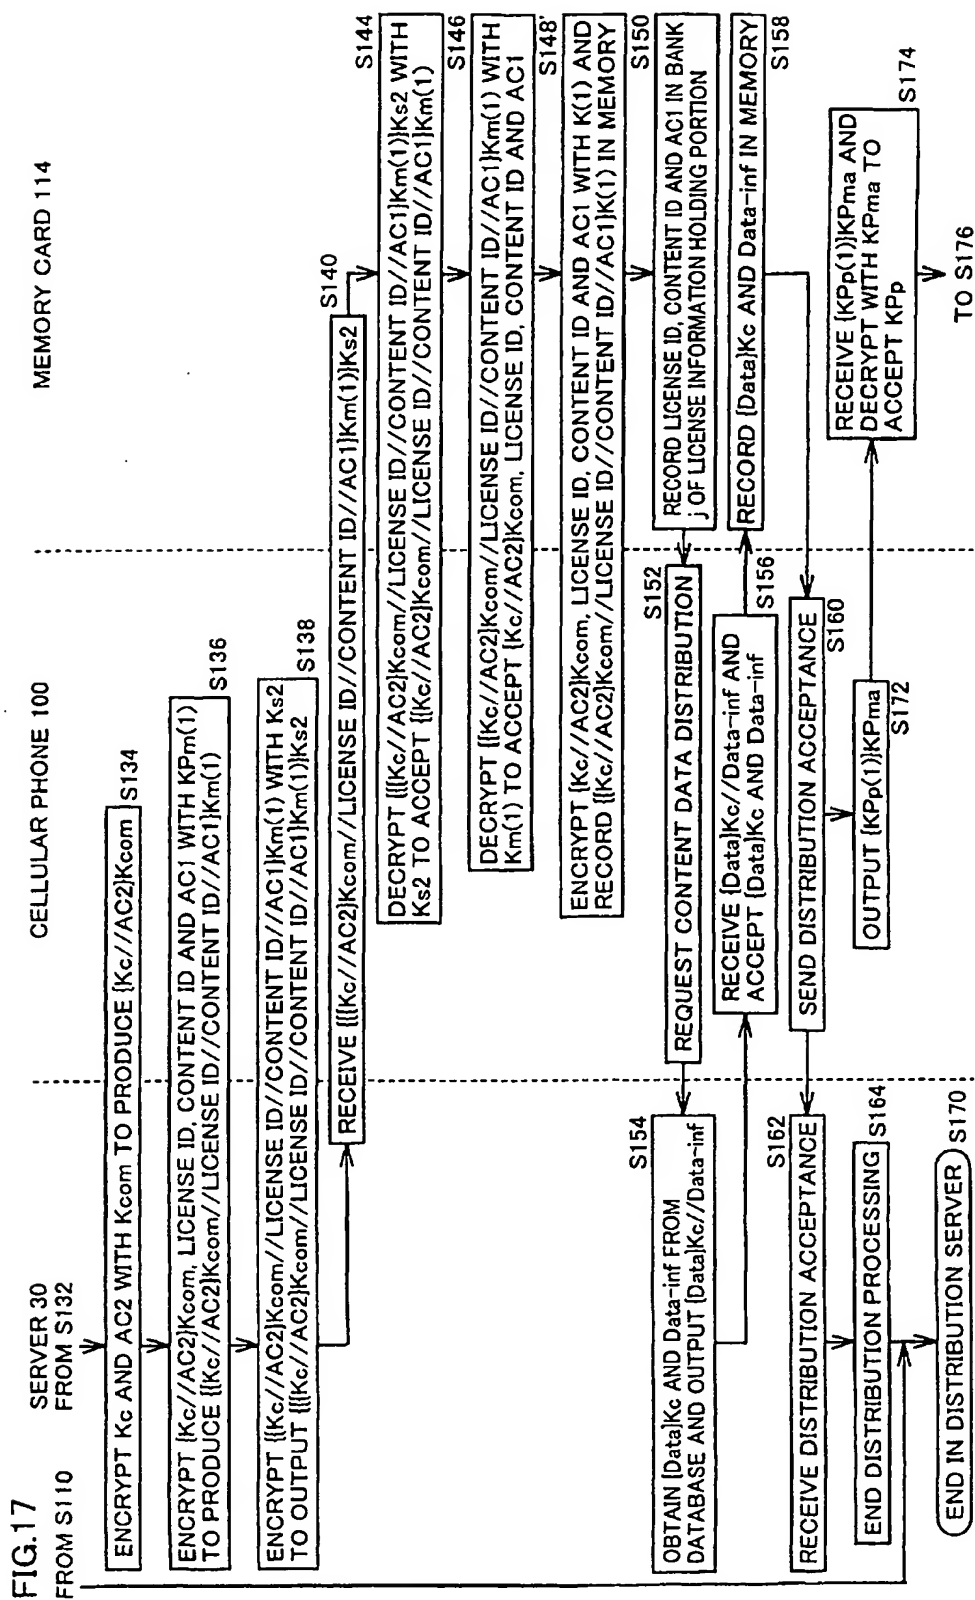 FIG.17
FROM S110
SERVER 30
FROM S132
CELLULAR PHONE 100
MEMORY CARD 114
ENCRYPT Kc AND AC2 WITH Kcom TO PRODUCE {Kc//AC2}Kcom
S134
ENCRYPT {Kc//AC2}Kcom, LICENSE ID, CONTENT ID AND AC1 WITH KPm(1)
TO PRODUCE {{Kc//AC2}Kcom//LICENSE ID//CONTENT ID//AC1}Km(1)
S136
ENCRYPT {{Kc//AC2}Kcom//LICENSE ID//CONTENT ID//AC1}Km(1) WITH Ks2
TO OUTPUT {{{Kc//AC2}Kcom//LICENSE ID//CONTENT ID//AC1}Km(1)}Ks2
S138
RECEIVE {{{Kc//AC2}Kcom//LICENSE ID//CONTENT ID//AC1}Km(1)}Ks2
S140
S144
DECRYPT {{{Kc//AC2}Kcom//LICENSE ID//CONTENT ID//AC1}Km(1)}Ks2 WITH
Ks2 TO ACCEPT {{Kc//AC2}Kcom//LICENSE ID//CONTENT ID//AC1}Km(1)
S146
DECRYPT {{Kc//AC2}Kcom//LICENSE ID//CONTENT ID//AC1}Km(1) WITH
Km(1) TO ACCEPT {Kc//AC2}Kcom, LICENSE ID, CONTENT ID AND AC1
S148'
ENCRYPT {Kc//AC2}Kcom, LICENSE ID, CONTENT ID AND AC1 WITH K(1) AND
RECORD {{Kc//AC2}Kcom//LICENSE ID//CONTENT ID//AC1}K(1) IN MEMORY
S150
RECORD LICENSE ID, CONTENT ID AND AC1 IN BANK
j OF LICENSE INFORMATION HOLDING PORTION
S152
REQUEST CONTENT DATA DISTRIBUTION
S154
OBTAIN {Data}Kc AND Data-inf FROM
DATABASE AND OUTPUT {Data}Kc//Data-inf
RECEIVE {Data}Kc//Data-inf AND
ACCEPT {Data}Kc AND Data-inf
S156
RECORD {Data}Kc AND Data-inf IN MEMORY
S158
SEND DISTRIBUTION ACCEPTANCE
S160
S162
RECEIVE DISTRIBUTION ACCEPTANCE
END DISTRIBUTION PROCESSING
S164
END IN DISTRIBUTION SERVER
S170
OUTPUT {KPp(1)}KPma
S172
RECEIVE {KPp(1)}KPma AND
DECRYPT WITH KPma TO
ACCEPT KPp
S174
TO S176